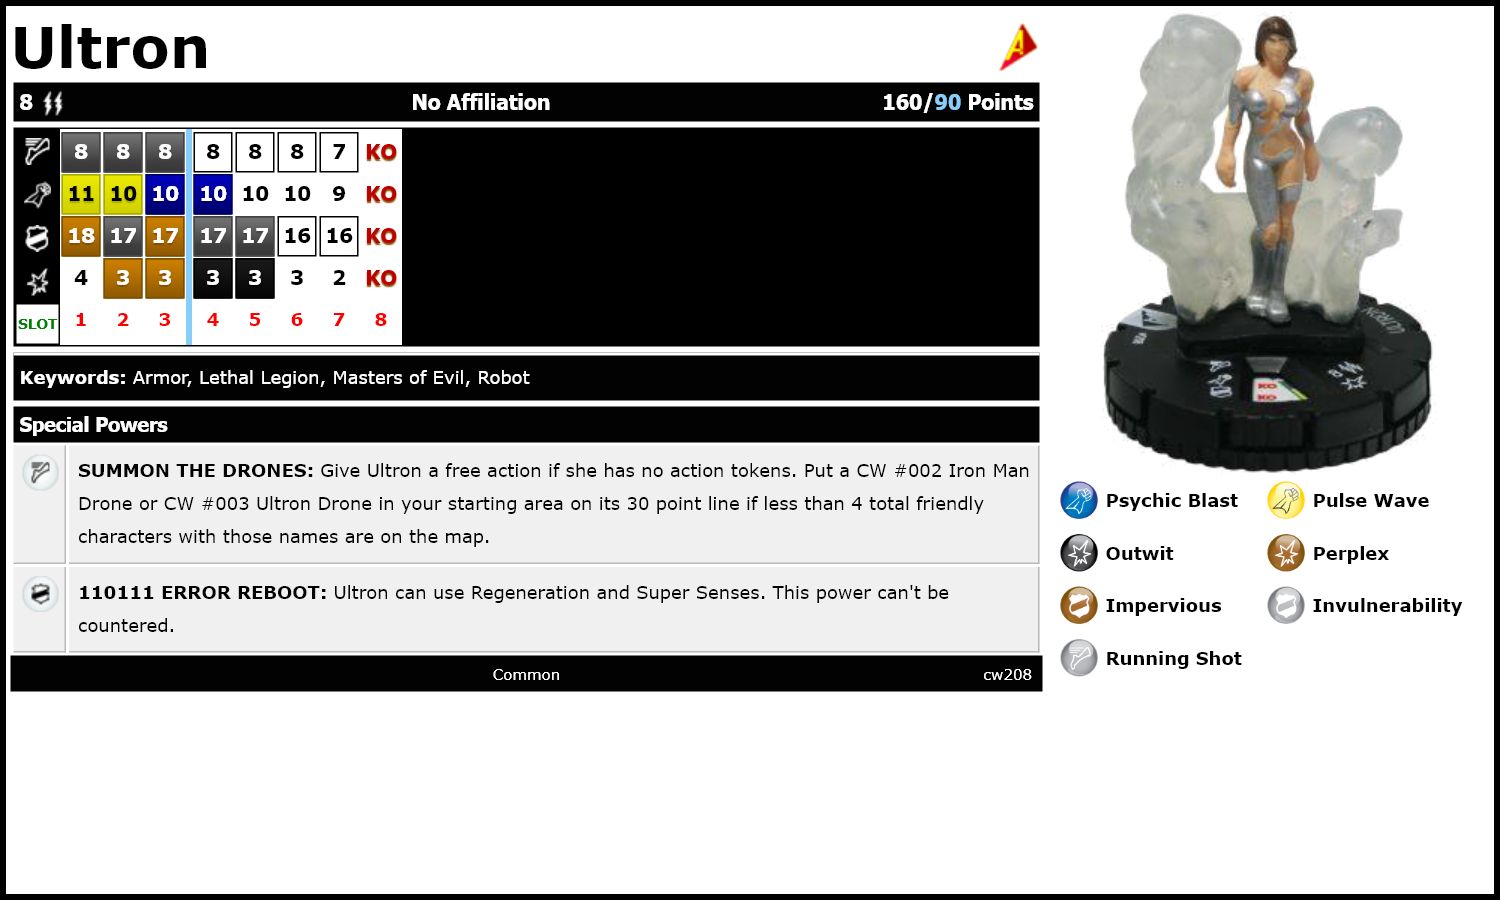 Ultron
A
8 No Affiliation 160/90 Points
8 8 8 8 8 8 7 KO
11 10 10 10 10 10 9 KO
18 17 17 17 17 16 16 KO
4 3 3 3 3 3 2 KO
SLOT 1 2 3 4 5 6 7 8
Keywords: Armor, Lethal Legion, Masters of Evil, Robot
Special Powers
SUMMON THE DRONES: Give Ultron a free action if she has no action tokens. Put a CW #002 Iron Man
Drone or CW #003 Ultron Drone in your starting area on its 30 point line if less than 4 total friendly
characters with those names are on the map.
110111 ERROR REBOOT: Ultron can use Regeneration and Super Senses. This power can't be
countered.
Common cw208
ULTRON
KO
KO
8
Psychic Blast Pulse Wave
Outwit Perplex
Impervious Invulnerability
Running Shot